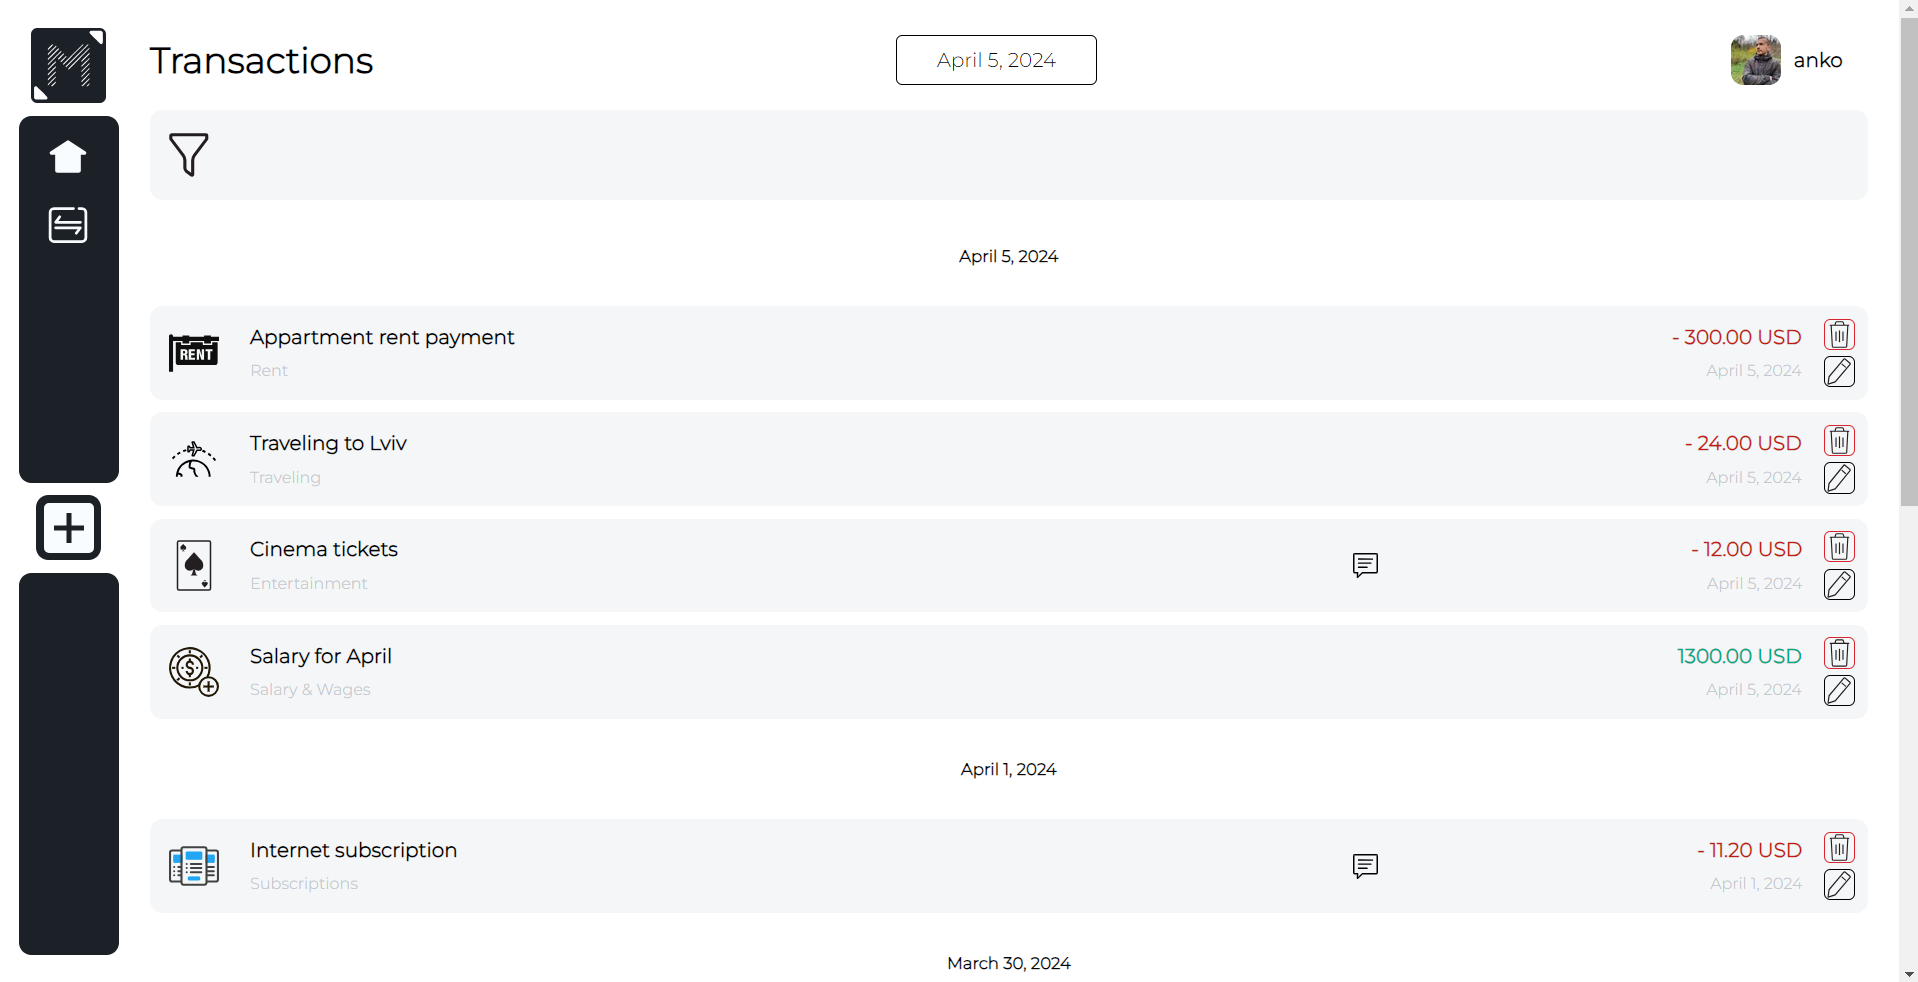 M
Transactions
April 5, 2024
anko
April 5, 2024
RENT
Appartment rent payment
- 300.00 USD
Rent
April 5, 2024
Traveling to Lviv
- 24.00 USD
Traveling
April 5, 2024
Cinema tickets
- 12.00 USD
Entertainment
April 5, 2024
Salary for April
1300.00 USD
Salary & Wages
April 5, 2024
April 1, 2024
Internet subscription
- 11.20 USD
Subscriptions
April 1, 2024
March 30, 2024